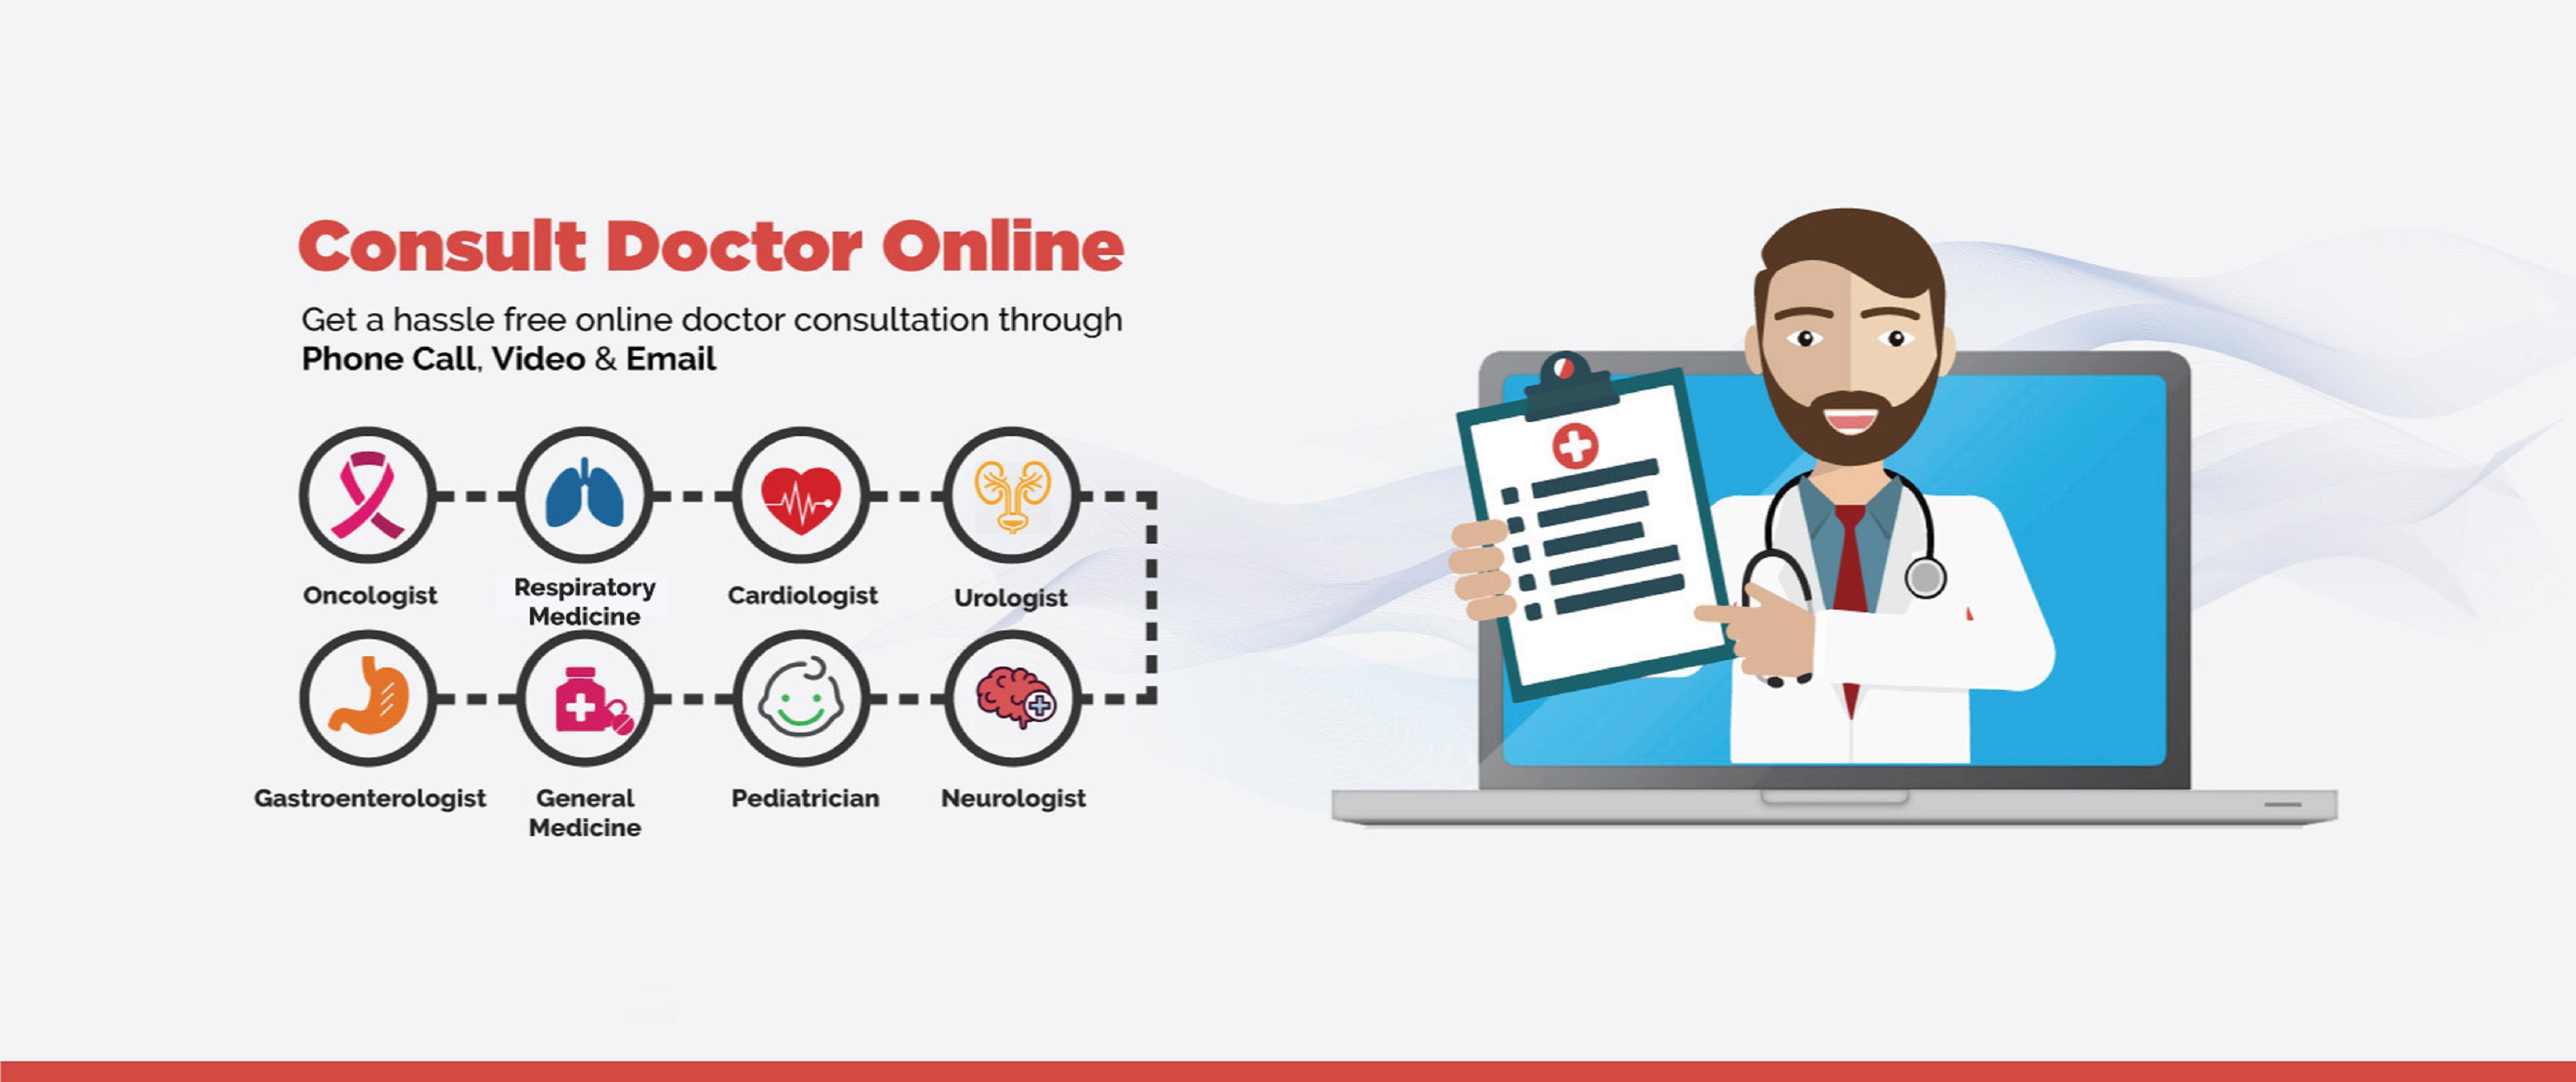 Consult Doctor Online
Get a hassle free online doctor consultation through
Phone Call, Video & Email
Oncologist
Respiratory
Medicine
Cardiologist
Urologist
Gastroenterologist
General
Medicine
Pediatrician
Neurologist